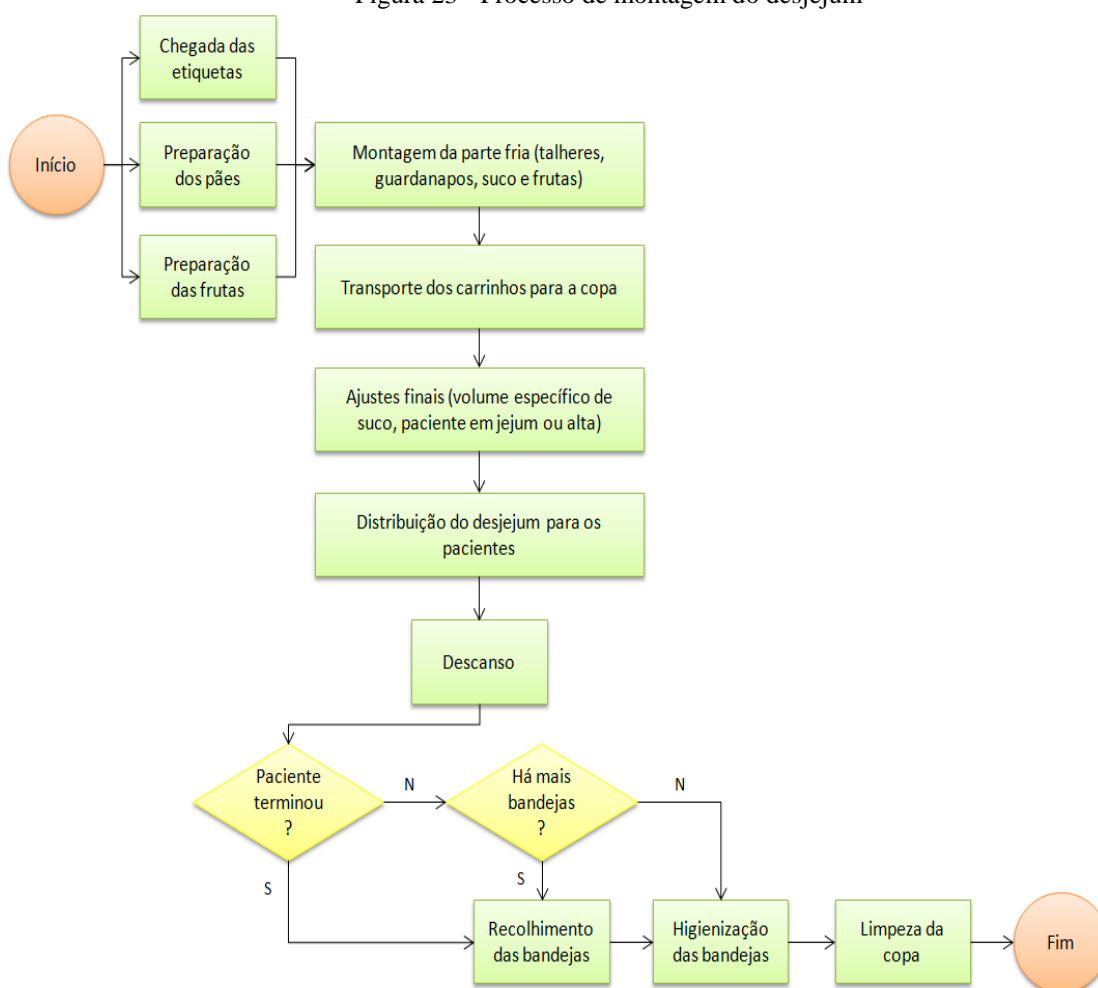 Figura 23 - Processo de montagem do desjejum
Chegada das
etiquetas
Início
Preparação
dos pães
Montagem da parte fria (talheres,
guardanapos, suco e frutas)
Preparação
das frutas
Transporte dos carrinhos para a copa
Ajustes finais (volume específico de
suco, paciente em jejum ou alta)
Distribuição do desjejum para os
pacientes
Descanso
Paciente
terminou
?
N
Há mais
bandejas
?
N
S
S
Recolhimento
das bandejas
Higienização
das bandejas
Limpeza da
copa
Fim